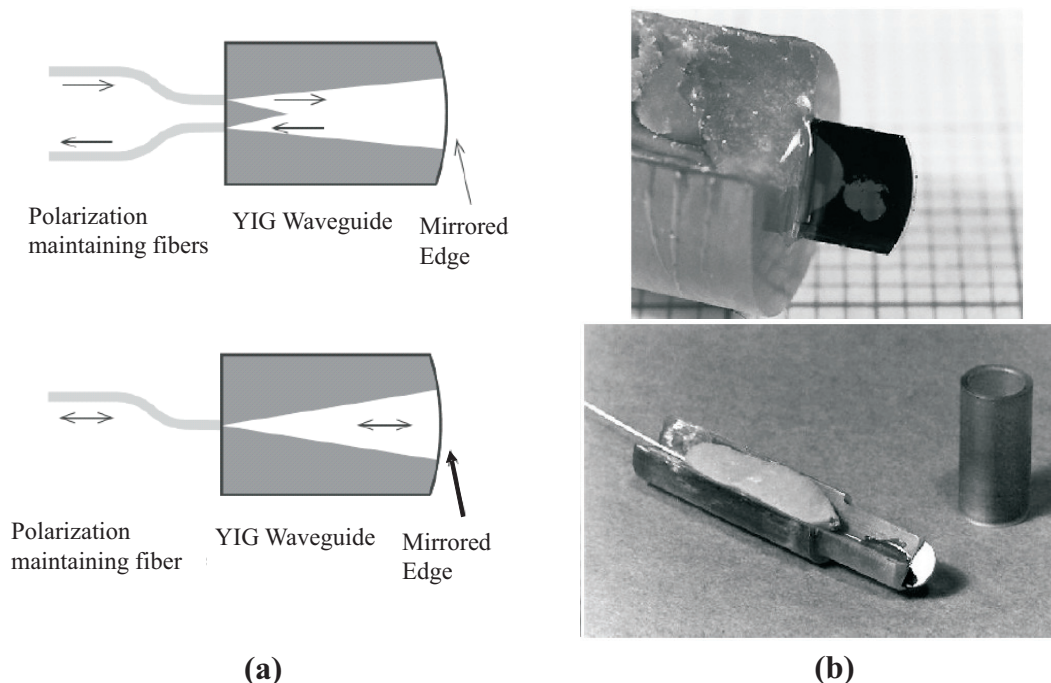 Polarization
maintaining fibers
YIG Waveguide
Mirrored
Edge
Polarization
maintaining fiber
YIG Waveguide
Mirrored
Edge
(a)
(b)